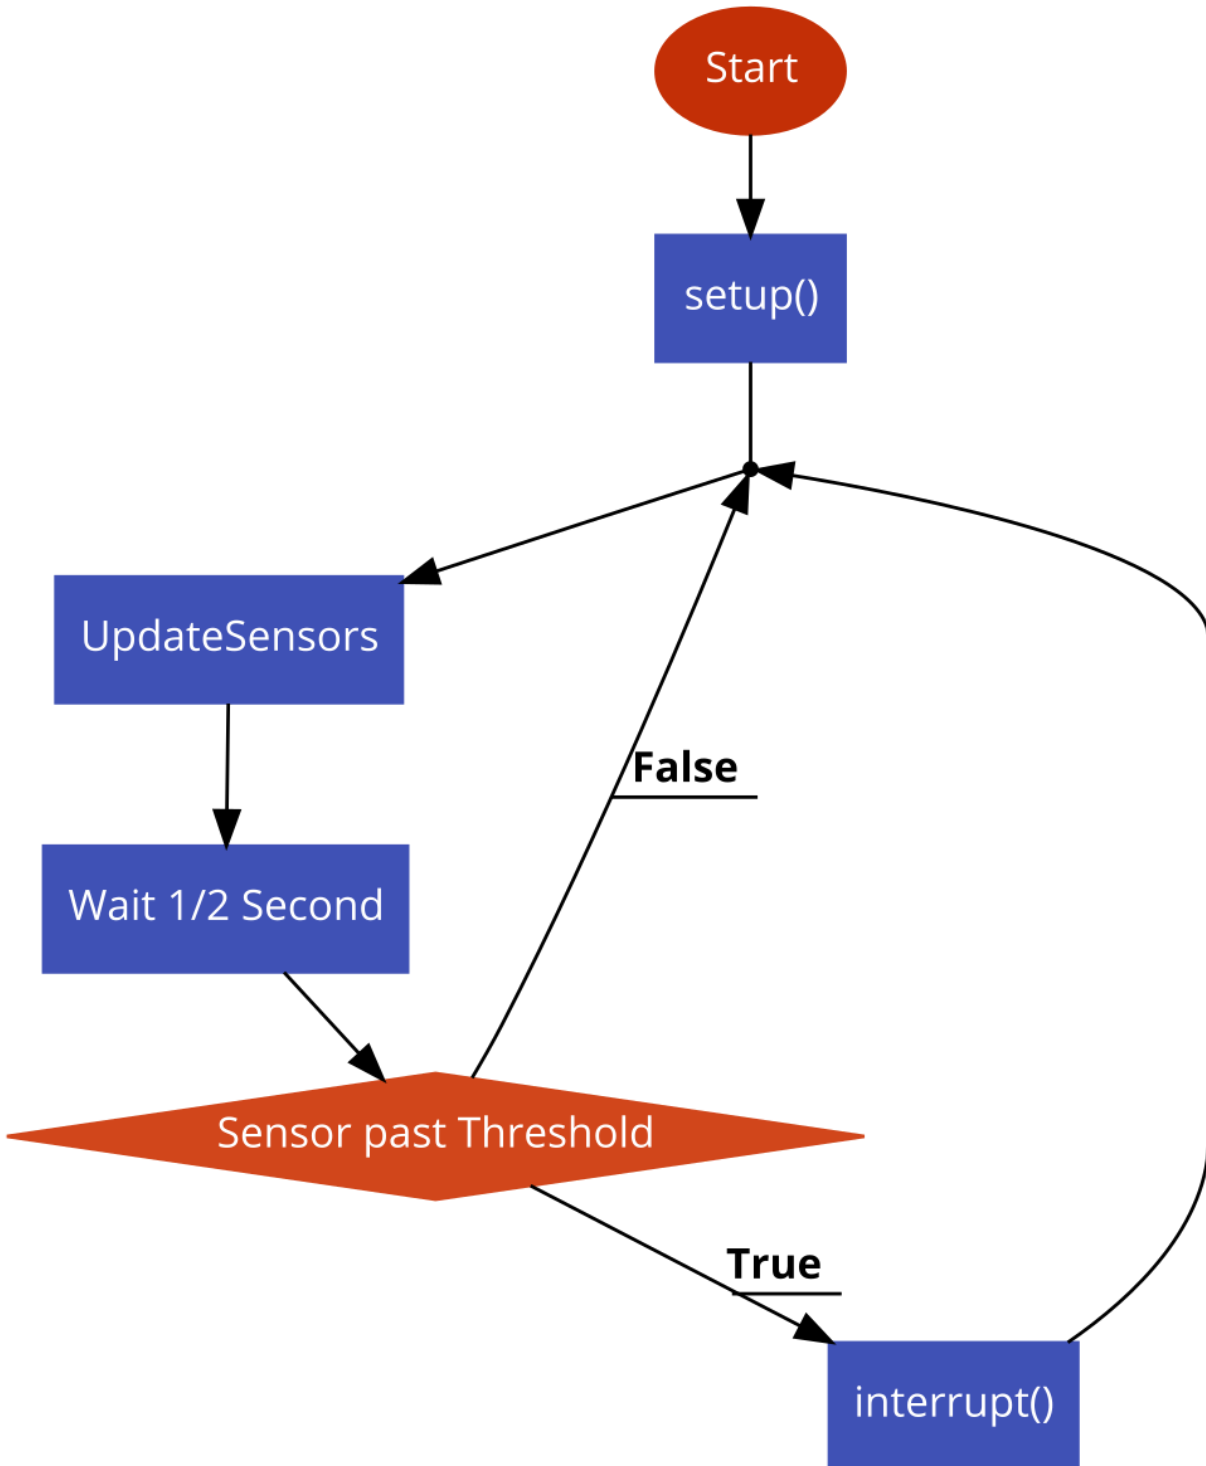 Start
setup()
UpdateSensors
False
Wait 1/2 Second
Sensor past Threshold
True
interrupt()